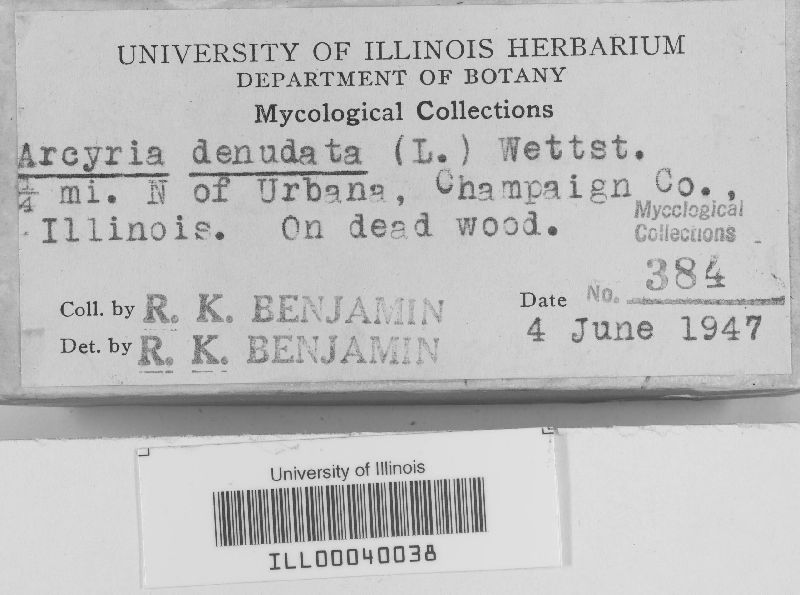 UNIVERSITY OF ILLINOIS HERBARIUM
DEPARTMENT OF BOTANY
Mycological Collections
Arcyria denudata (L.) Wettst.
¼ mi. N of Urbana, Champaign Co.,
Illinois. On dead wood.
Mycological
Collections
No. 384
Coll. by R. K. BENJAMIN
Date 4 June 1947
Det. by R. K. BENJAMIN
University of Illinois
ILL00040038